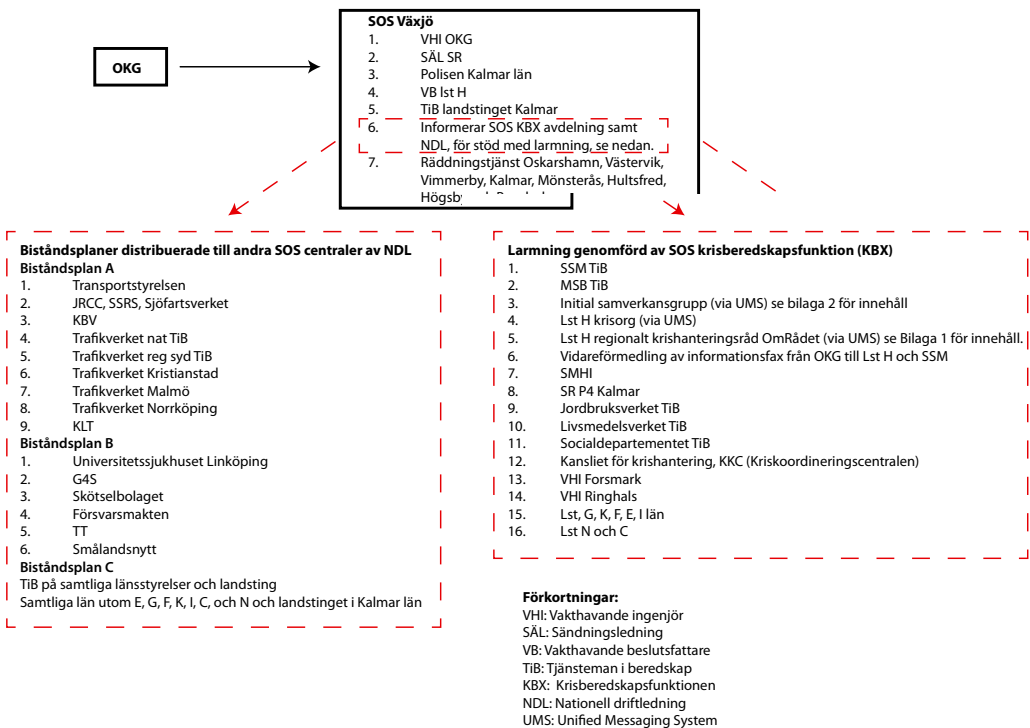 OKG
SOS Växjö
1. VHI OKG
2. SÄL SR
3. Polisen Kalmar län
4. VB lst H
5. TiB landstinget Kalmar
6. Informerar SOS KBX avdelning samt
NDL, för stöd med larmning, se nedan.
7. Räddningstjänst Oskarshamn, Västervik,
Vimmerby, Kalmar, Mönsterås, Hultsfred,
Biståndsplaner distribuerade till andra SOS centraler av NDL
Biståndsplan A
1. Transportstyrelsen
2. JRCC, SSRS, Sjöfartsverket
3. KBV
4. Trafikverket nat TiB
5. Trafikverket reg syd TiB
6. Trafikverket Kristianstad
7. Trafikverket Malmö
8. Trafikverket Norrköping
9. KLT
Biståndsplan B
1. Universitetssjukhuset Linköping
2. G4S
3. Skötselbolaget
4. Försvarsmakten
5. TT
6. Smålandsnytt
Biståndsplan C
TiB på samtliga länsstyrelser och landsting
Samtliga län utom E, G, F, K, I, C, och N och landstinget i Kalmar län
Larmning genomförd av SOS krisberedskapsfunktion (KBX)
1. SSM TiB
2. MSB TiB
3. Initial samverkansgrupp (via UMS) se bilaga 2 för innehåll
4. Lst H krisorg (via UMS)
5. Lst H regionalt krishanteringsråd OmRådet (via UMS) se Bilaga 1 för innehåll.
6. Vidareförmedling av informationsfax från OKG till Lst H och SSM
7. SMHI
8. SR P4 Kalmar
9. Jordbruksverket TiB
10. Livsmedelsverket TiB
11. Socialdepartementet TiB
12. Kansliet för krishantering, KKC (Kriskoordineringscentralen)
13. VHI Forsmark
14. VHI Ringhals
15. Lst, G, K, F, E, I län
16. Lst N och C
Förkortningar:
VHI: Vakthavande ingenjör
SÄL: Sändningsledning
VB: Vakthavande beslutsfattare
TiB: Tjänsteman i beredskap
KBX: Krisberedskapsfunktionen
NDL: Nationell driftledning
UMS: Unified Messaging System